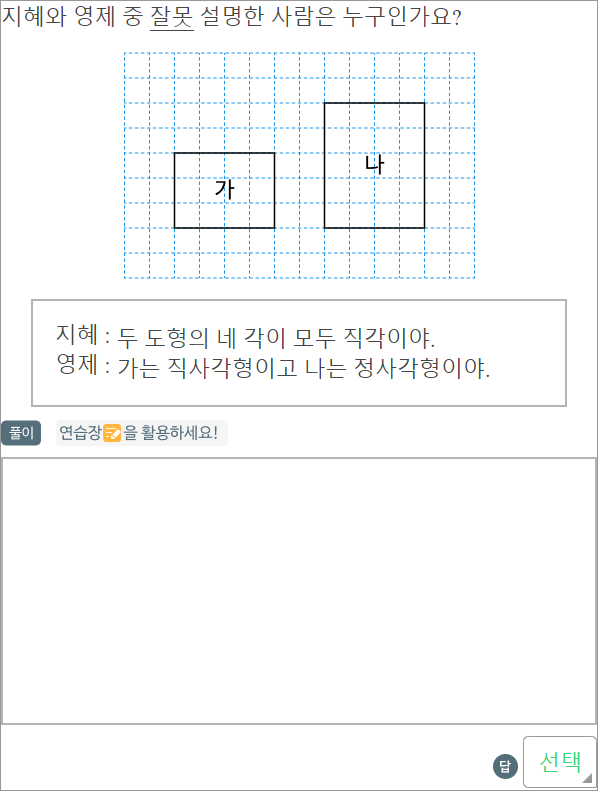 지혜와 영제 중 잘못 설명한 사람은 누구인가요?
나
가
지혜 : 두 도형의 네 각이 모두 직각이야.
영제 : 가는 직사각형이고 나는 정사각형이야.
풀이 연습장을 활용하세요!
답 선택